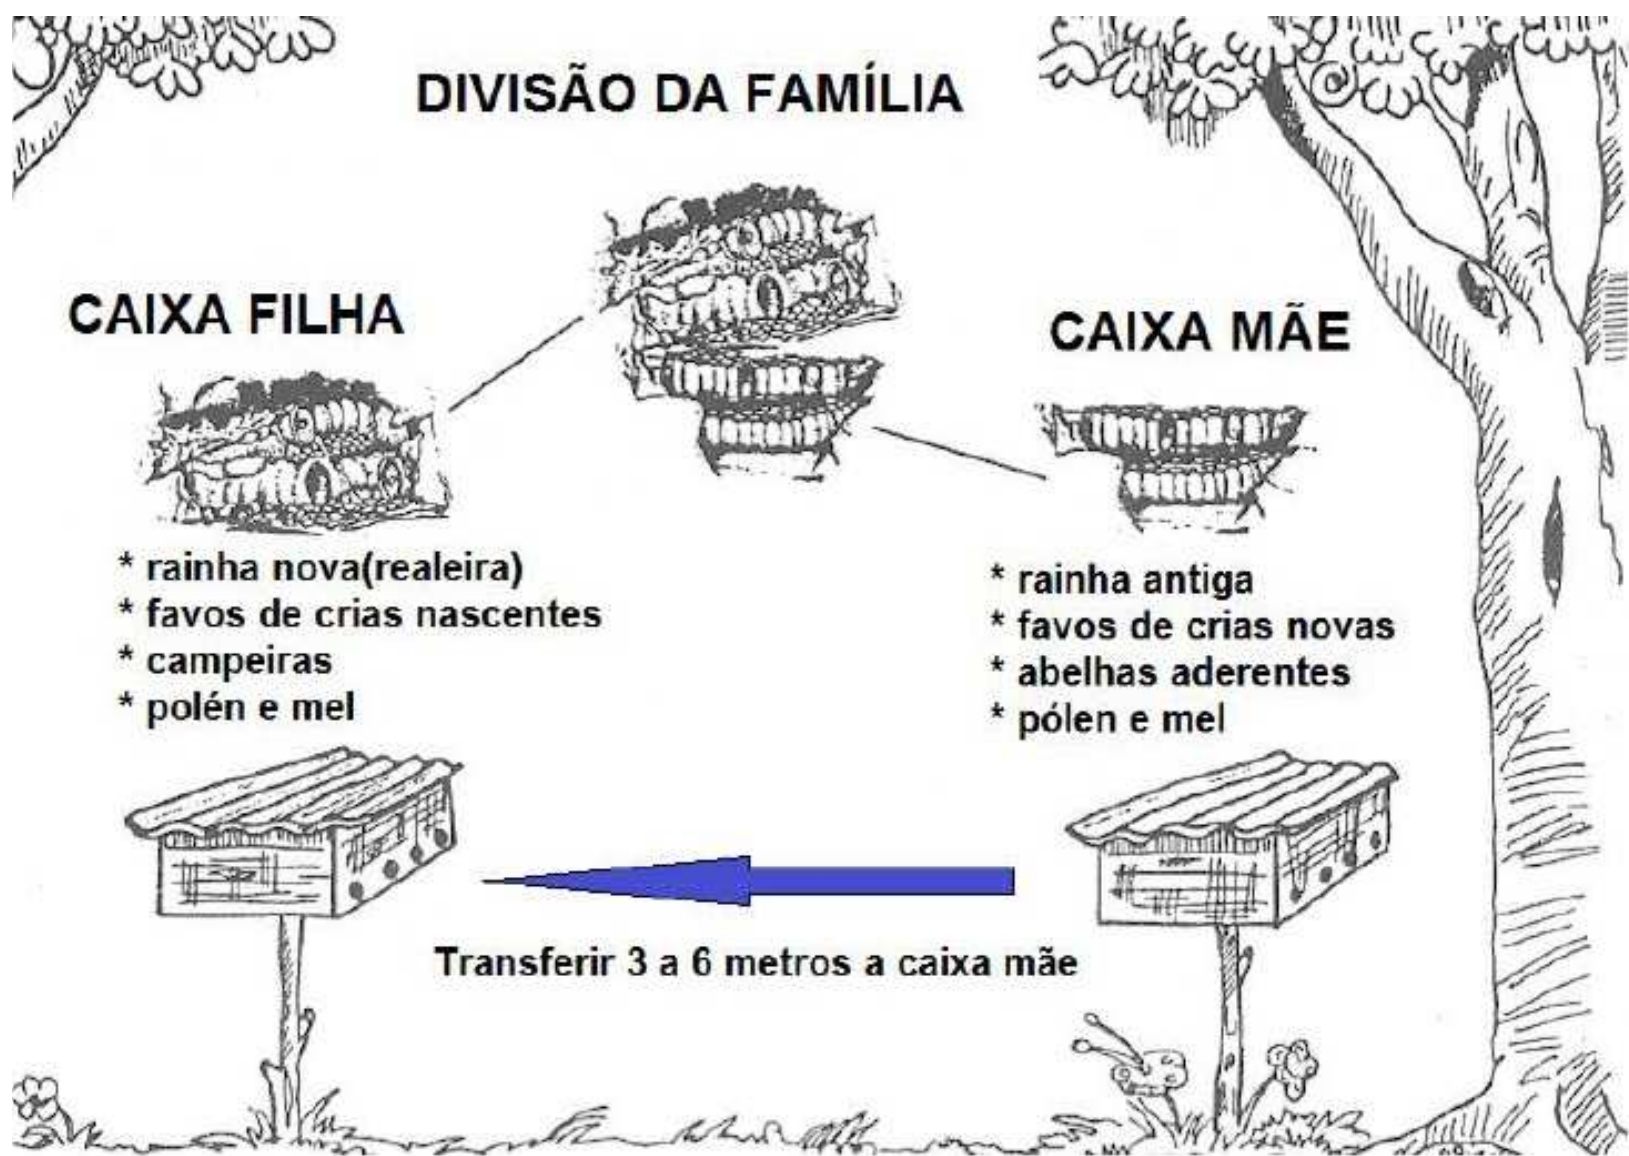 DIVISÃO DA FAMÍLIA
CAIXA FILHA
* rainha nova(realeira)
* favos de crias nascentes
* campeiras
* polén e mel
CAIXA MÃE
* rainha antiga
* favos de crias novas
* abelhas aderentes
* pólen e mel
Transferir 3 a 6 metros a caixa mãe